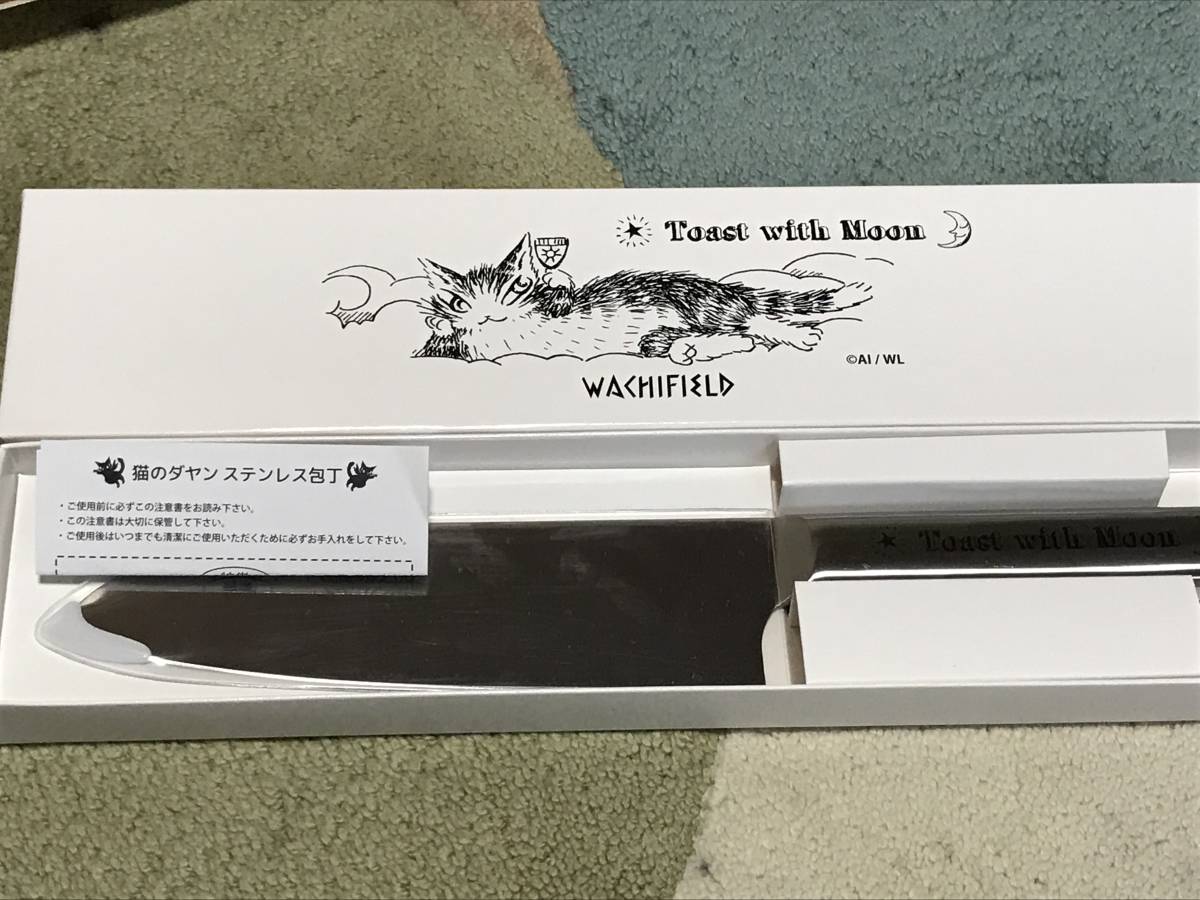 Toast with Moon
©AI / WL
WACHIFIELD
猫のダヤン ステンレス包丁
・ご使用前に必ずこの注意書をお読み下さい。
・この注意書は大切に保管して下さい。
・ご使用後はいつまでも清潔にご使用いただくために必ずお手入れをして下さい。
Toast with Moon